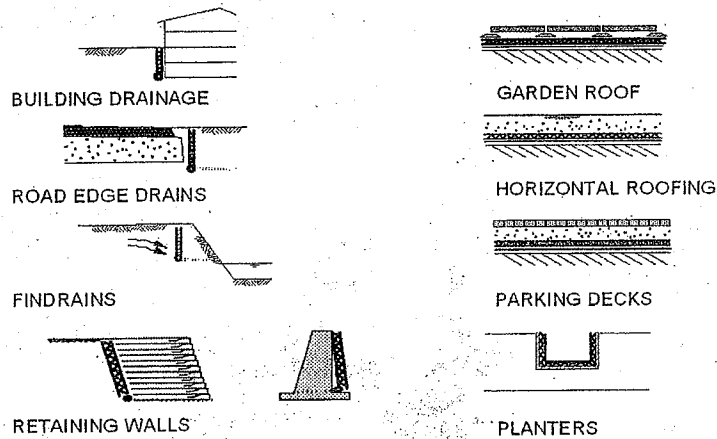 BUILDING DRAINAGE
GARDEN ROOF
ROAD EDGE DRAINS
HORIZONTAL ROOFING
FINDRAINS
PARKING DECKS
RETAINING WALLS
PLANTERS